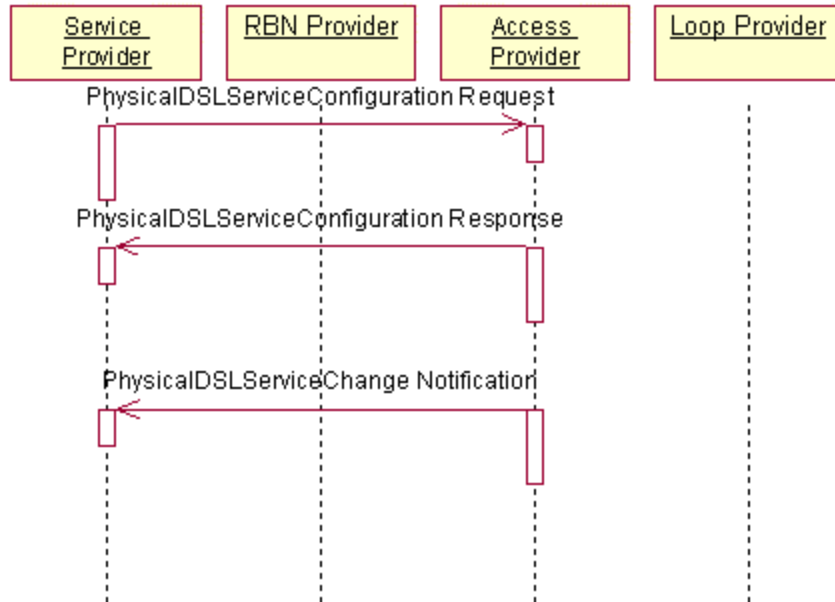 Service
Provider
RBN Provider
Access
Provider
Loop Provider
PhysicalDSLServiceConfiguration Request
PhysicalDSLServiceConfiguration Response
PhysicalDSLServiceChange Notification